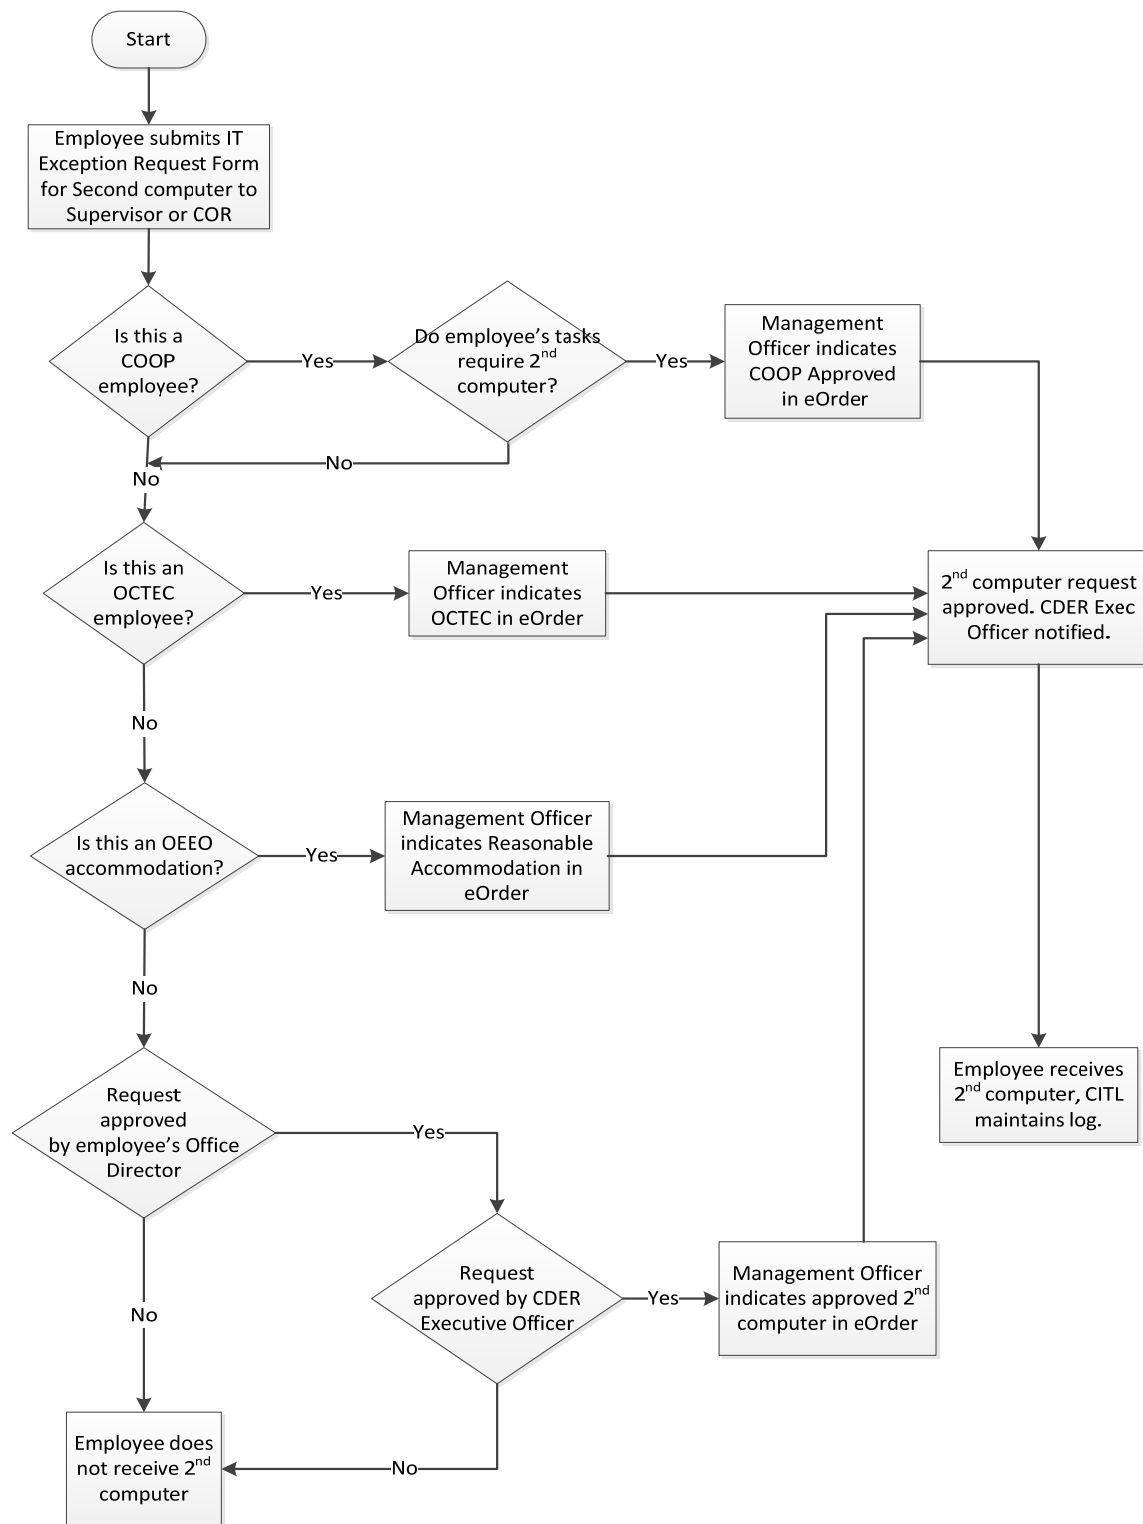 Start
Employee submits IT
Exception Request Form
for Second computer to
Supervisor or COR
Is this a
COOP
employee?
Yes
Do employee's tasks
require 2nd
computer?
Yes
Management
Officer indicates
COOP Approved
in eOrder
No
No
Is this an
OCTEC
employee?
Yes
Management
Officer indicates
OCTEC in eOrder
2nd computer request
approved. CDER Exec
Officer notified.
No
Is this an OEEO
accommodation?
Yes
Management Officer
indicates Reasonable
Accommodation in
eOrder
No
Request
approved
by employee's Office
Director
Yes
Employee receives
2nd computer, CITL
maintains log.
No
Request
approved by CDER
Executive Officer
Yes
Management Officer
indicates approved 2nd
computer in eOrder
Employee does
not receive 2nd
computer
No